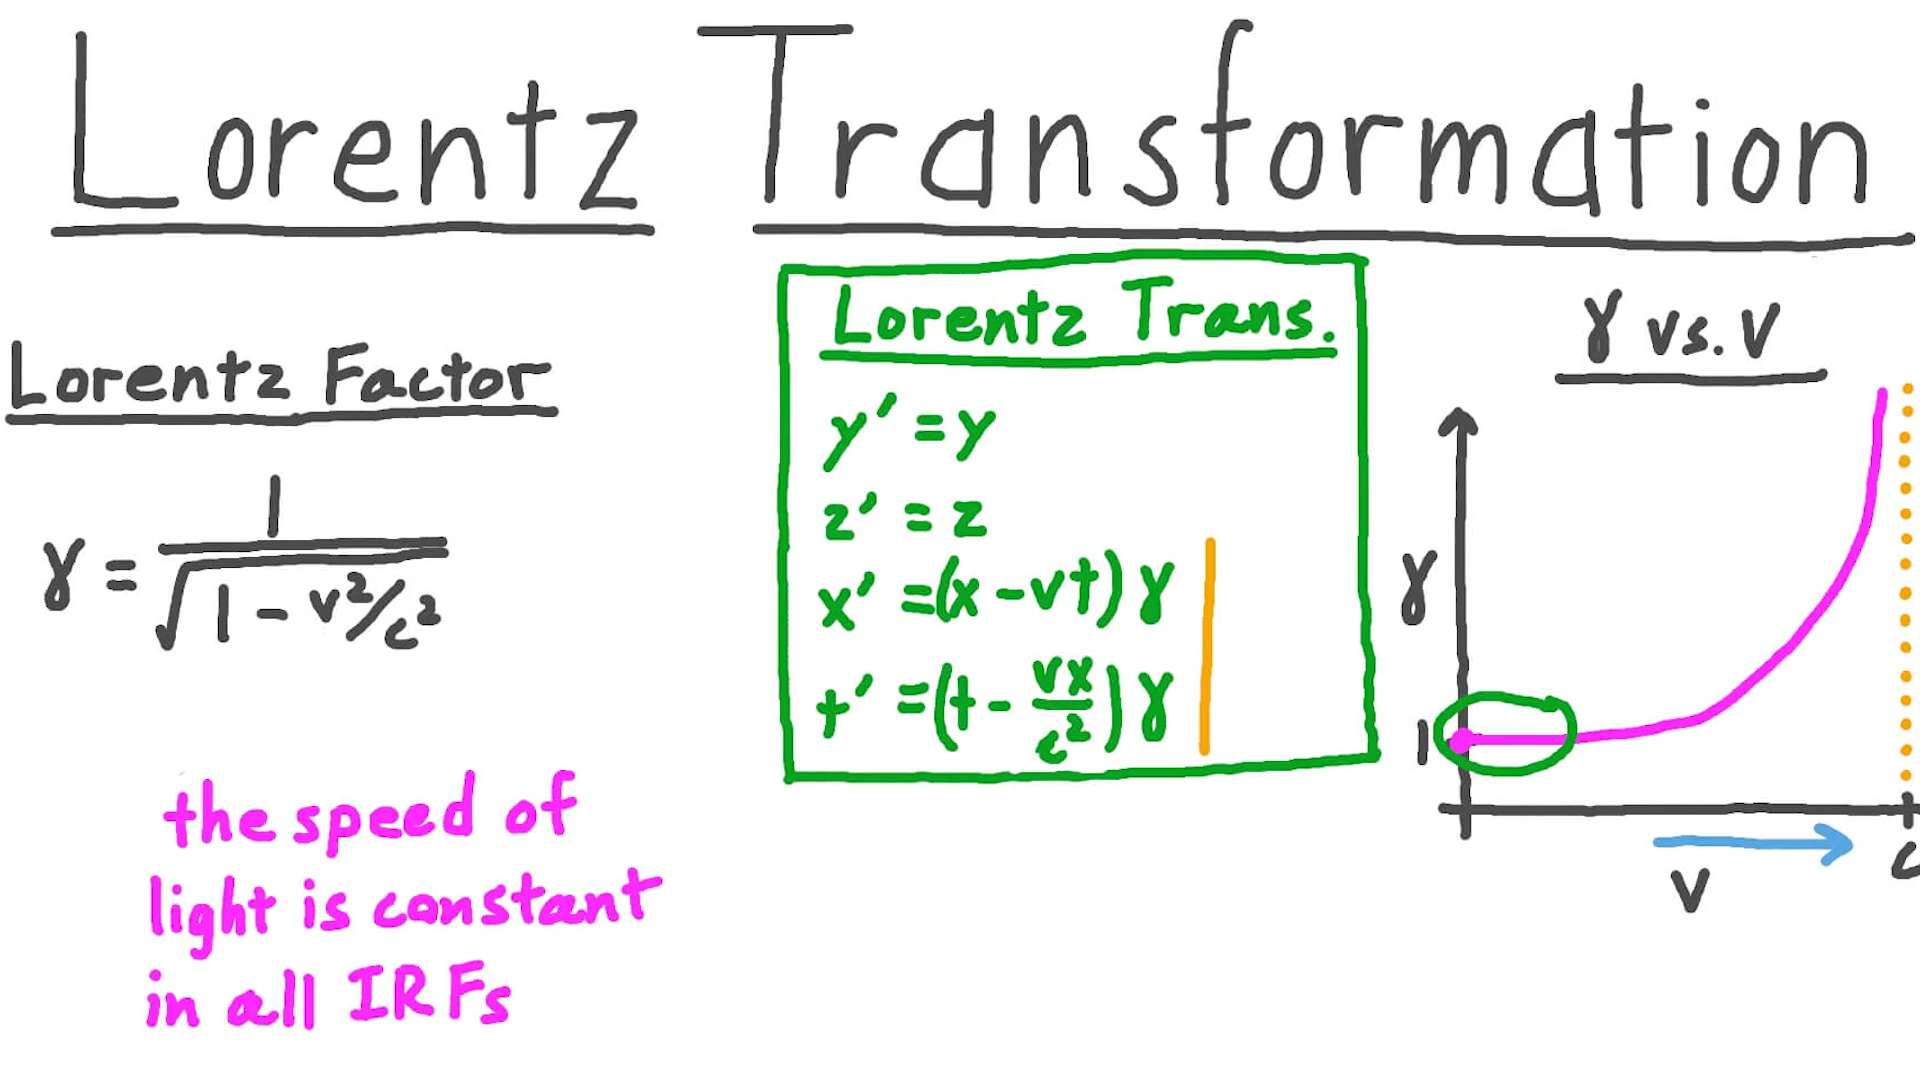 Lorentz Transformation
Lorentz Factor
γ = 1 / √(1 - v²/c²)
the speed of
light is constant
in all IRFs
Lorentz Trans.
y' = y
z' = z
x' = (x - vt) γ
t' = (t - vx/c²) γ
γ vs. v
γ
1
v
c